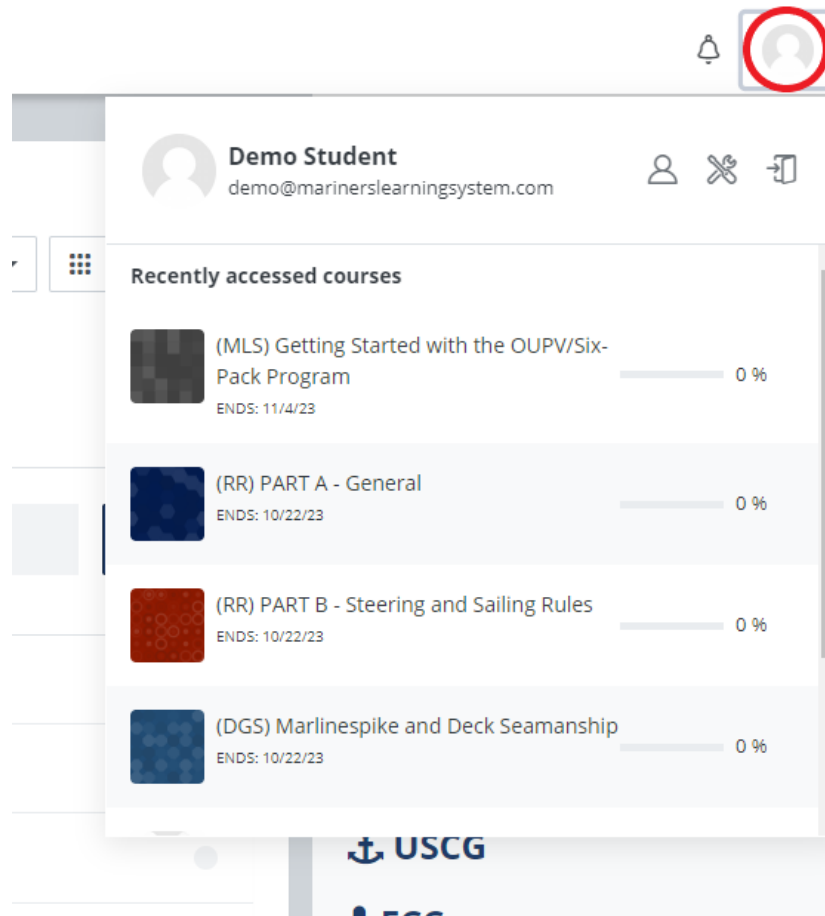 Demo Student
demo@marinerslearningsystem.com
Recently accessed courses
(MLS) Getting Started with the OUPV/Six-
Pack Program
0 %
ENDS: 11/4/23
(RR) PART A - General
0 %
ENDS: 10/22/23
(RR) PART B - Steering and Sailing Rules
0 %
ENDS: 10/22/23
(DGS) Marlinespike and Deck Seamanship
0 %
ENDS: 10/22/23
USCG